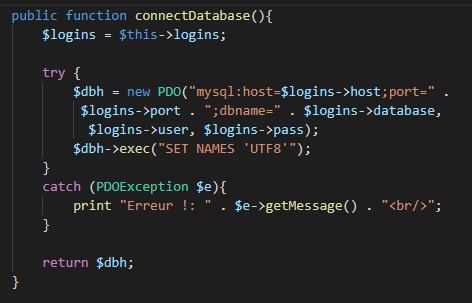 public function connectDatabase(){
    $logins = $this->logins;

    try {
        $dbh = new PDO("mysql:host=$logins->host;port=" .
         $logins->port . ";dbname=" . $logins->database,
          $logins->user, $logins->pass);
        $dbh->exec("SET NAMES 'UTF8'");
    }
    catch (PDOException $e){
        print "Erreur !: " . $e->getMessage() . "<br/>";
    }

    return $dbh;
}